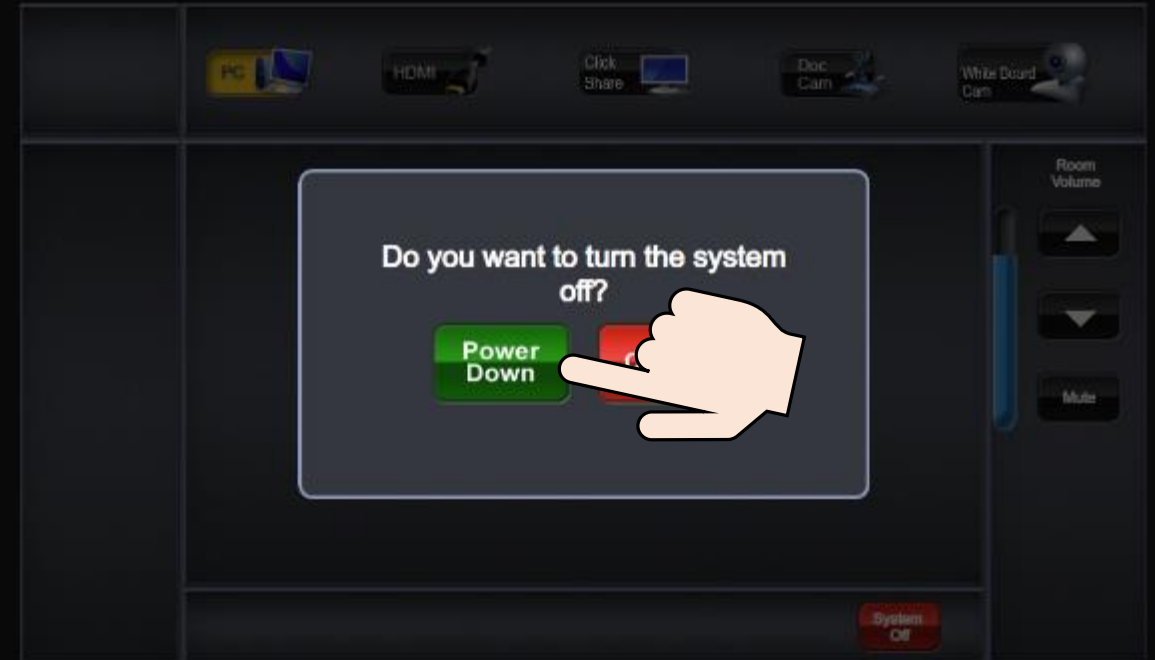 PC
HDMI
Click
Share
Doc
Cam
White Board
Cam
Room
Volume
Do you want to turn the system
off?
Power
Down
Mute
System
Off